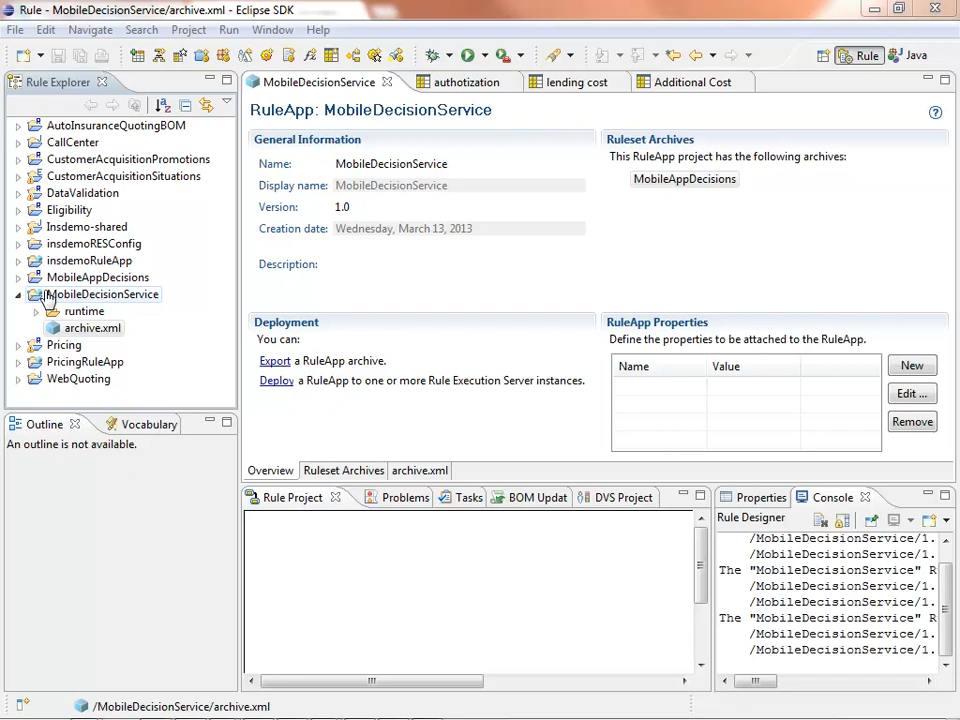 Rule - MobileDecisionService/archive.xml - Eclipse SDK
File Edit Navigate Search Project Run Window Help
Rule Java
Rule Explorer
AutoInsuranceQuotingBOM
CallCenter
CustomerAcquisitionPromotions
CustomerAcquisitionSituations
DataValidation
Eligibility
Insdemo-shared
insdemoRESConfig
insdemoRuleApp
MobileAppDecisions
MobileDecisionService
runtime
archive.xml
Pricing
PricingRuleApp
WebQuoting
Outline Vocabulary
An outline is not available.
MobileDecisionService authotization lending cost Additional Cost
RuleApp: MobileDecisionService
General Information
Name: MobileDecisionService
Display name: MobileDecisionService
Version: 1.0
Creation date: Wednesday, March 13, 2013
Description:
Ruleset Archives
This RuleApp project has the following archives:
MobileAppDecisions
Deployment
You can:
Export a RuleApp archive.
Deploy a RuleApp to one or more Rule Execution Server instances.
RuleApp Properties
Define the properties to be attached to the RuleApp.
Name Value
New
Edit ...
Remove
Overview Ruleset Archives archive.xml
Rule Project Problems Tasks BOM Updat DVS Project
Properties Console
Rule Designer
/MobileDecisionService/1.
/MobileDecisionService/1.
The "MobileDecisionService" R
/MobileDecisionService/1.
/MobileDecisionService/1.
The "MobileDecisionService" R
/MobileDecisionService/1.
/MobileDecisionService/1.
/MobileDecisionService/archive.xml